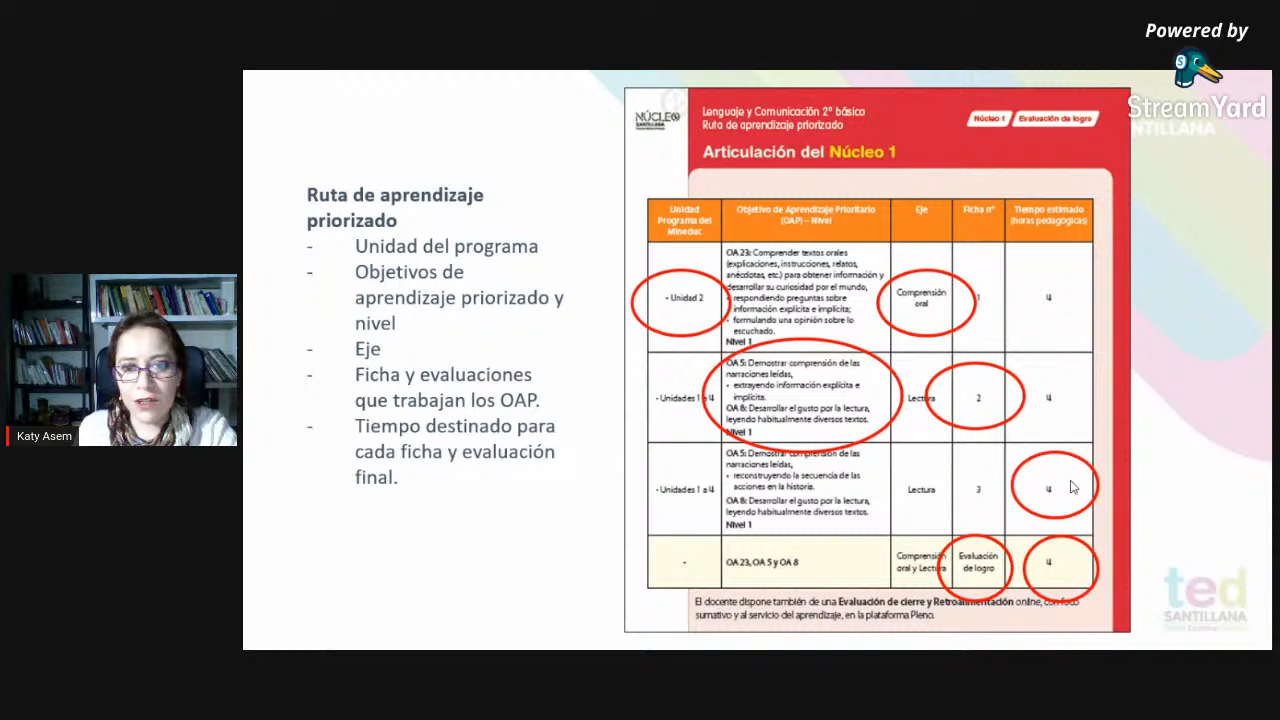 Powered by
StreamYard
SANTILLANA
Ruta de aprendizaje
priorizado
- Unidad del programa
- Objetivos de
aprendizaje priorizado y
nivel
- Eje
- Ficha y evaluaciones
que trabajan los OAP.
- Tiempo destinado para
cada ficha y evaluación
final.
Katy Asem
NÚCLEO
SANTILLANA
Lenguaje y Comunicación 2° básico
Ruta de aprendizaje priorizado
Núcleo 1
Evaluación de logro
Articulación del Núcleo 1
Unidad
Programa del
Mineduc
Objetivo de Aprendizaje Prioritario
(OAP) – Nivel
Eje
Ficha n°
Tiempo estimado
(horas pedagógicas)
- Unidad 2
OA 23: Comprender textos orales
(explicaciones, instrucciones, relatos,
anécdotas, etc.) para obtener información y
desarrollar su curiosidad por el mundo,
• respondiendo preguntas sobre
información explícita e implícita;
• formulando una opinión sobre lo
escuchado.
Nivel 1
Comprensión
oral
1
4
- Unidades 1 a 4
OA 5: Demostrar comprensión de las
narraciones leídas,
• extrayendo información explícita e
implícita.
OA 8: Desarrollar el gusto por la lectura,
leyendo habitualmente diversos textos.
Nivel 1
Lectura
2
4
- Unidades 1 a 4
OA 5: Demostrar comprensión de las
narraciones leídas,
• reconstruyendo la secuencia de las
acciones en la historia.
OA 8: Desarrollar el gusto por la lectura,
leyendo habitualmente diversos textos.
Nivel 1
Lectura
3
4
-
OA 23, OA 5 y OA 8
Comprensión
oral y Lectura
Evaluación
de logro
4
El docente dispone también de una Evaluación de cierre y Retroalimentación online, con foco
sumativo y al servicio del aprendizaje, en la plataforma Pleno.
ted
SANTILLANA